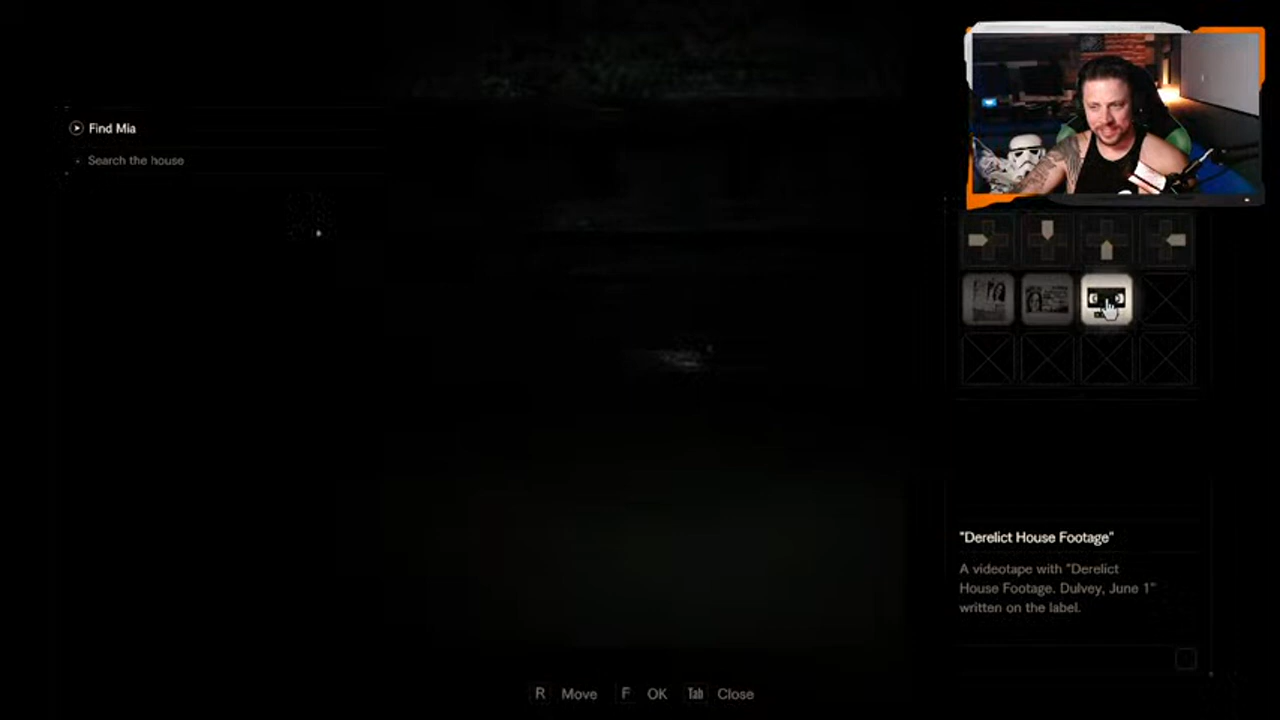 Find Mia
Search the house
"Derelict House Footage"
A videotape with "Derelict
House Footage. Dulvey, June 1"
written on the label.
R Move F OK Tab Close